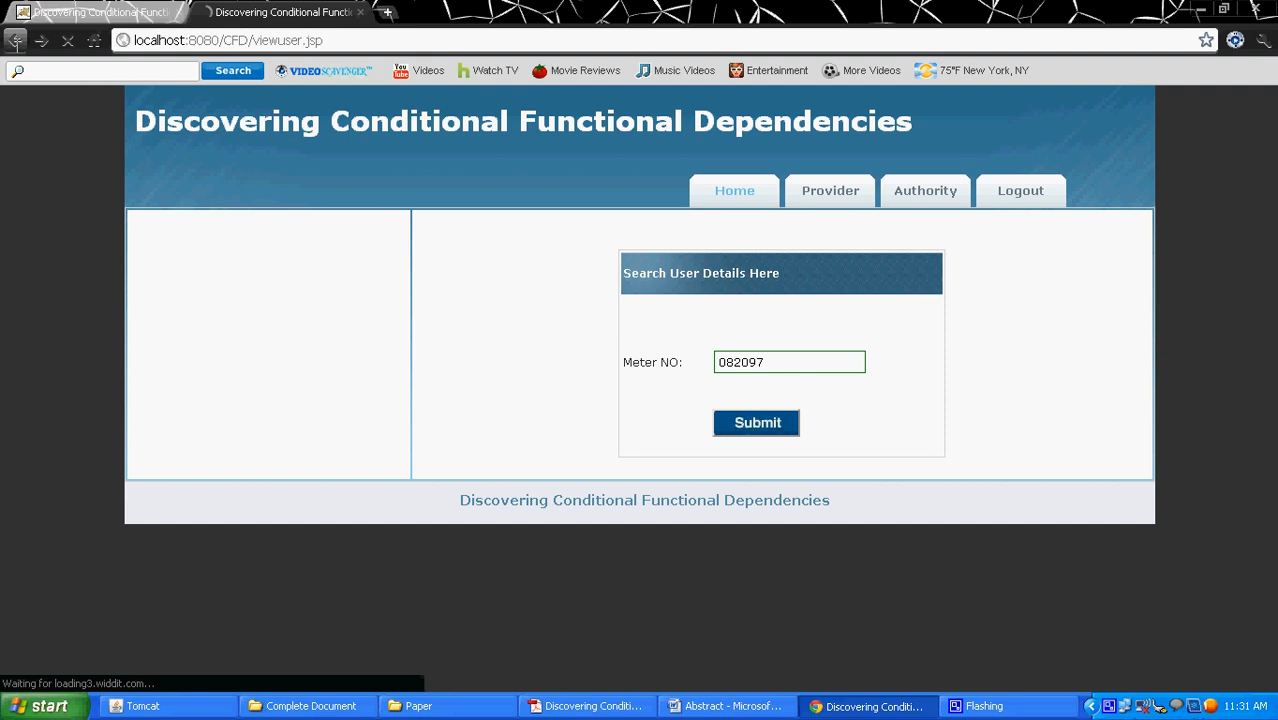 Discovering Conditional Functi
Discovering Conditional Functi
localhost:8080/CFD/viewuser.jsp
Search
VIDEOSCAVENGER™
You Tube Videos
h Watch TV
Movie Reviews
Music Videos
Entertainment
More Videos
75°F New York, NY
Discovering Conditional Functional Dependencies
Home
Provider
Authority
Logout
Search User Details Here
Meter NO: 082097
Submit
Discovering Conditional Functional Dependencies
Waiting for loading3.widdit.com...
start
Tomcat
Complete Document
Paper
Discovering Conditi...
Abstract - Microsof...
Discovering Conditi...
Flashing
11:31 AM